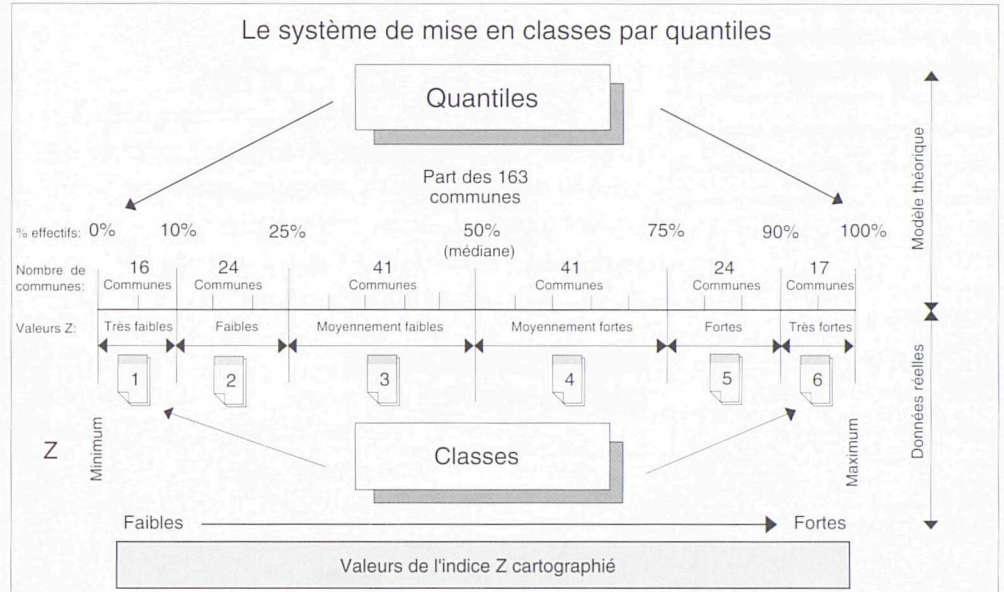 Le système de mise en classes par quantiles
Quantiles
Part des 163
communes
% effectifs: 0% 10% 25% 50% 75% 90% 100%
(médiane)
Nombre de
communes:
16 24 41 41 24 17
Communes Communes Communes Communes Communes Communes
Valeurs Z: Très faibles Faibles Moyennement faibles Moyennement fortes Fortes Très fortes
1 2 3 4 5 6
Z
Minimum
Classes
Maximum
Modèle théorique
Données réelles
Faibles Fortes
Valeurs de l'indice Z cartographié